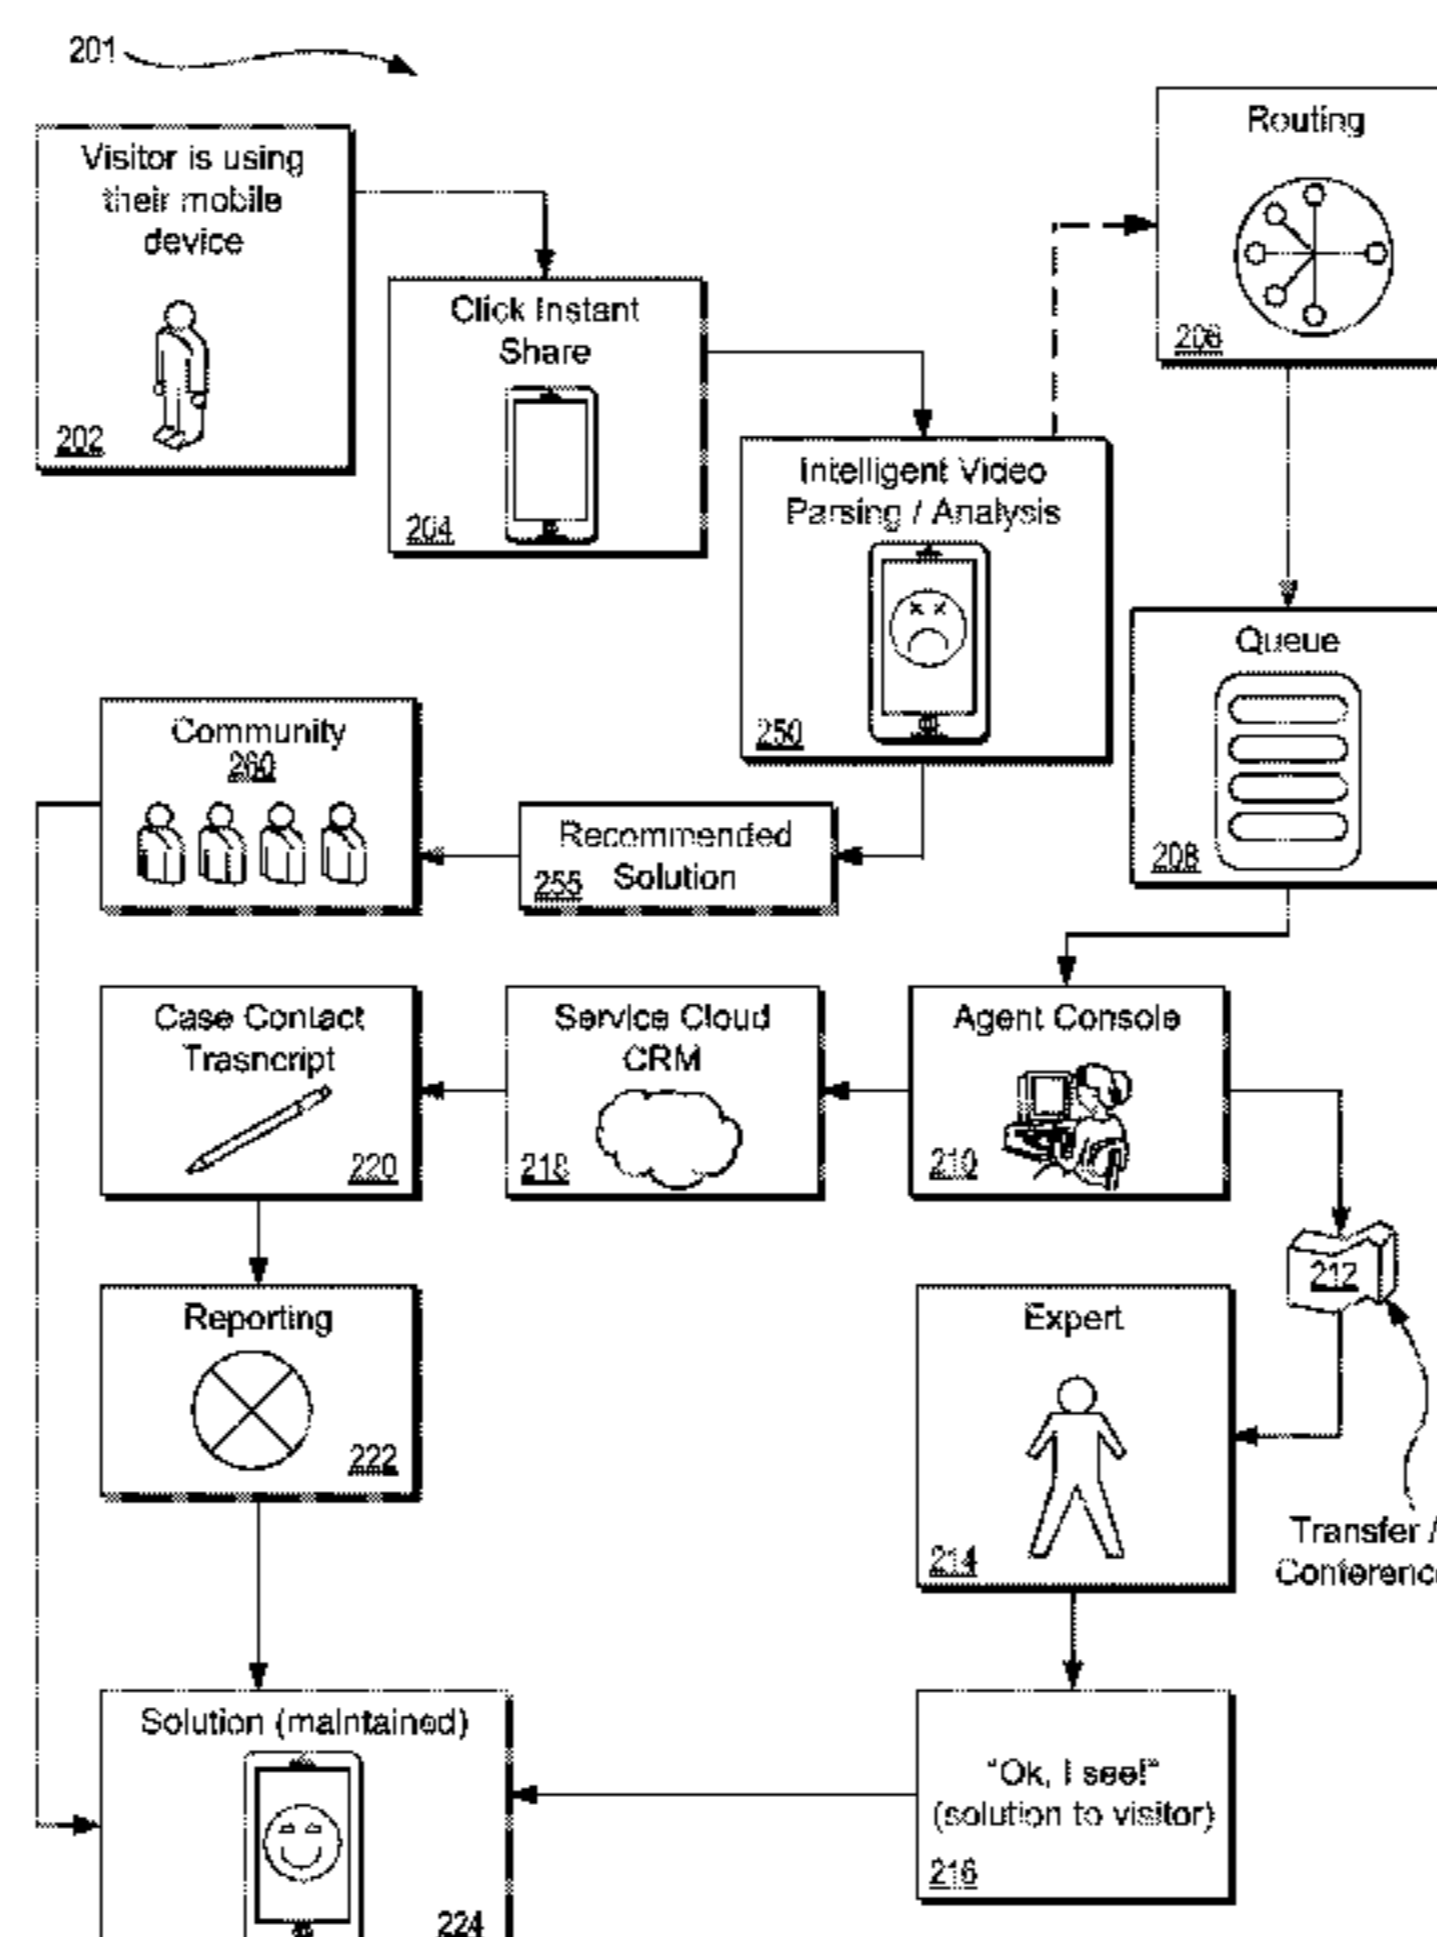 201
Visitor is using
their mobile
device
202
Click Instant
Share
204
Routing
206
Intelligent Video
Parsing / Analysis
250
Queue
208
Community
260
Recommended
255 Solution
Case Contact
Trasncript
220
Service Cloud
CRM
218
Agent Console
210
212
Reporting
222
Expert
214
Transfer /
Conference
Solution (maintained)
224
"Ok, I see!"
(solution to visitor)
216